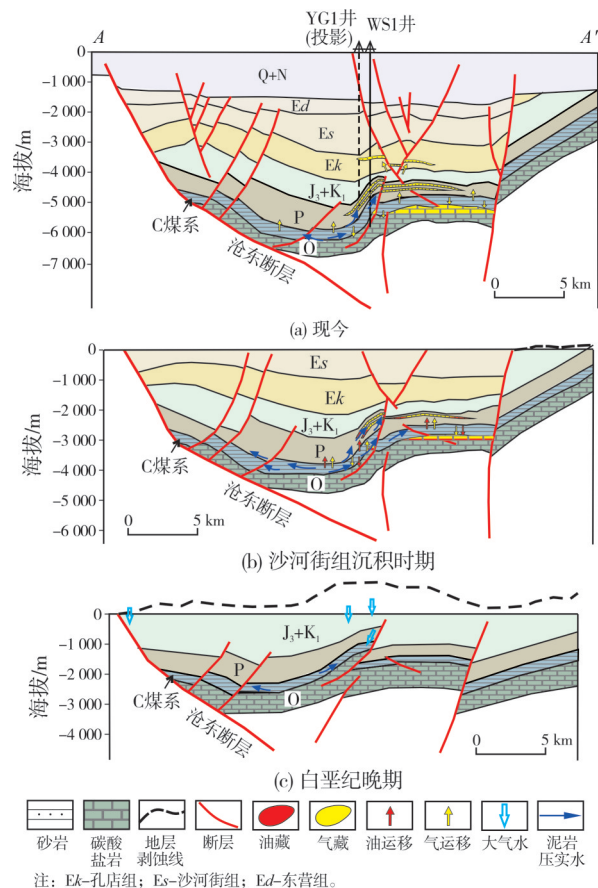 YG1井
(投影)
WS1井
A
A′
0
-1 000
-2 000
-3 000
-4 000
-5 000
-6 000
-7 000
海拔/m
Q+N
Ed
Es
Ek
J₃+K₁
P
O
C煤系
沧东断层
0 5 km
(a) 现今
0
-1 000
-2 000
-3 000
-4 000
-5 000
-6 000
海拔/m
Es
Ek
J₃+K₁
P
O
C煤系
沧东断层
0 5 km
(b) 沙河街组沉积时期
0
-1 000
-2 000
-3 000
-4 000
海拔/m
J₃+K₁
P
O
C煤系
沧东断层
0 5 km
(c) 白垩纪晚期
砂岩 碳酸盐岩 地层剥蚀线 断层 油藏 气藏 油运移 气运移 大气水 泥岩压实水
注：Ek-孔店组；Es-沙河街组；Ed-东营组。